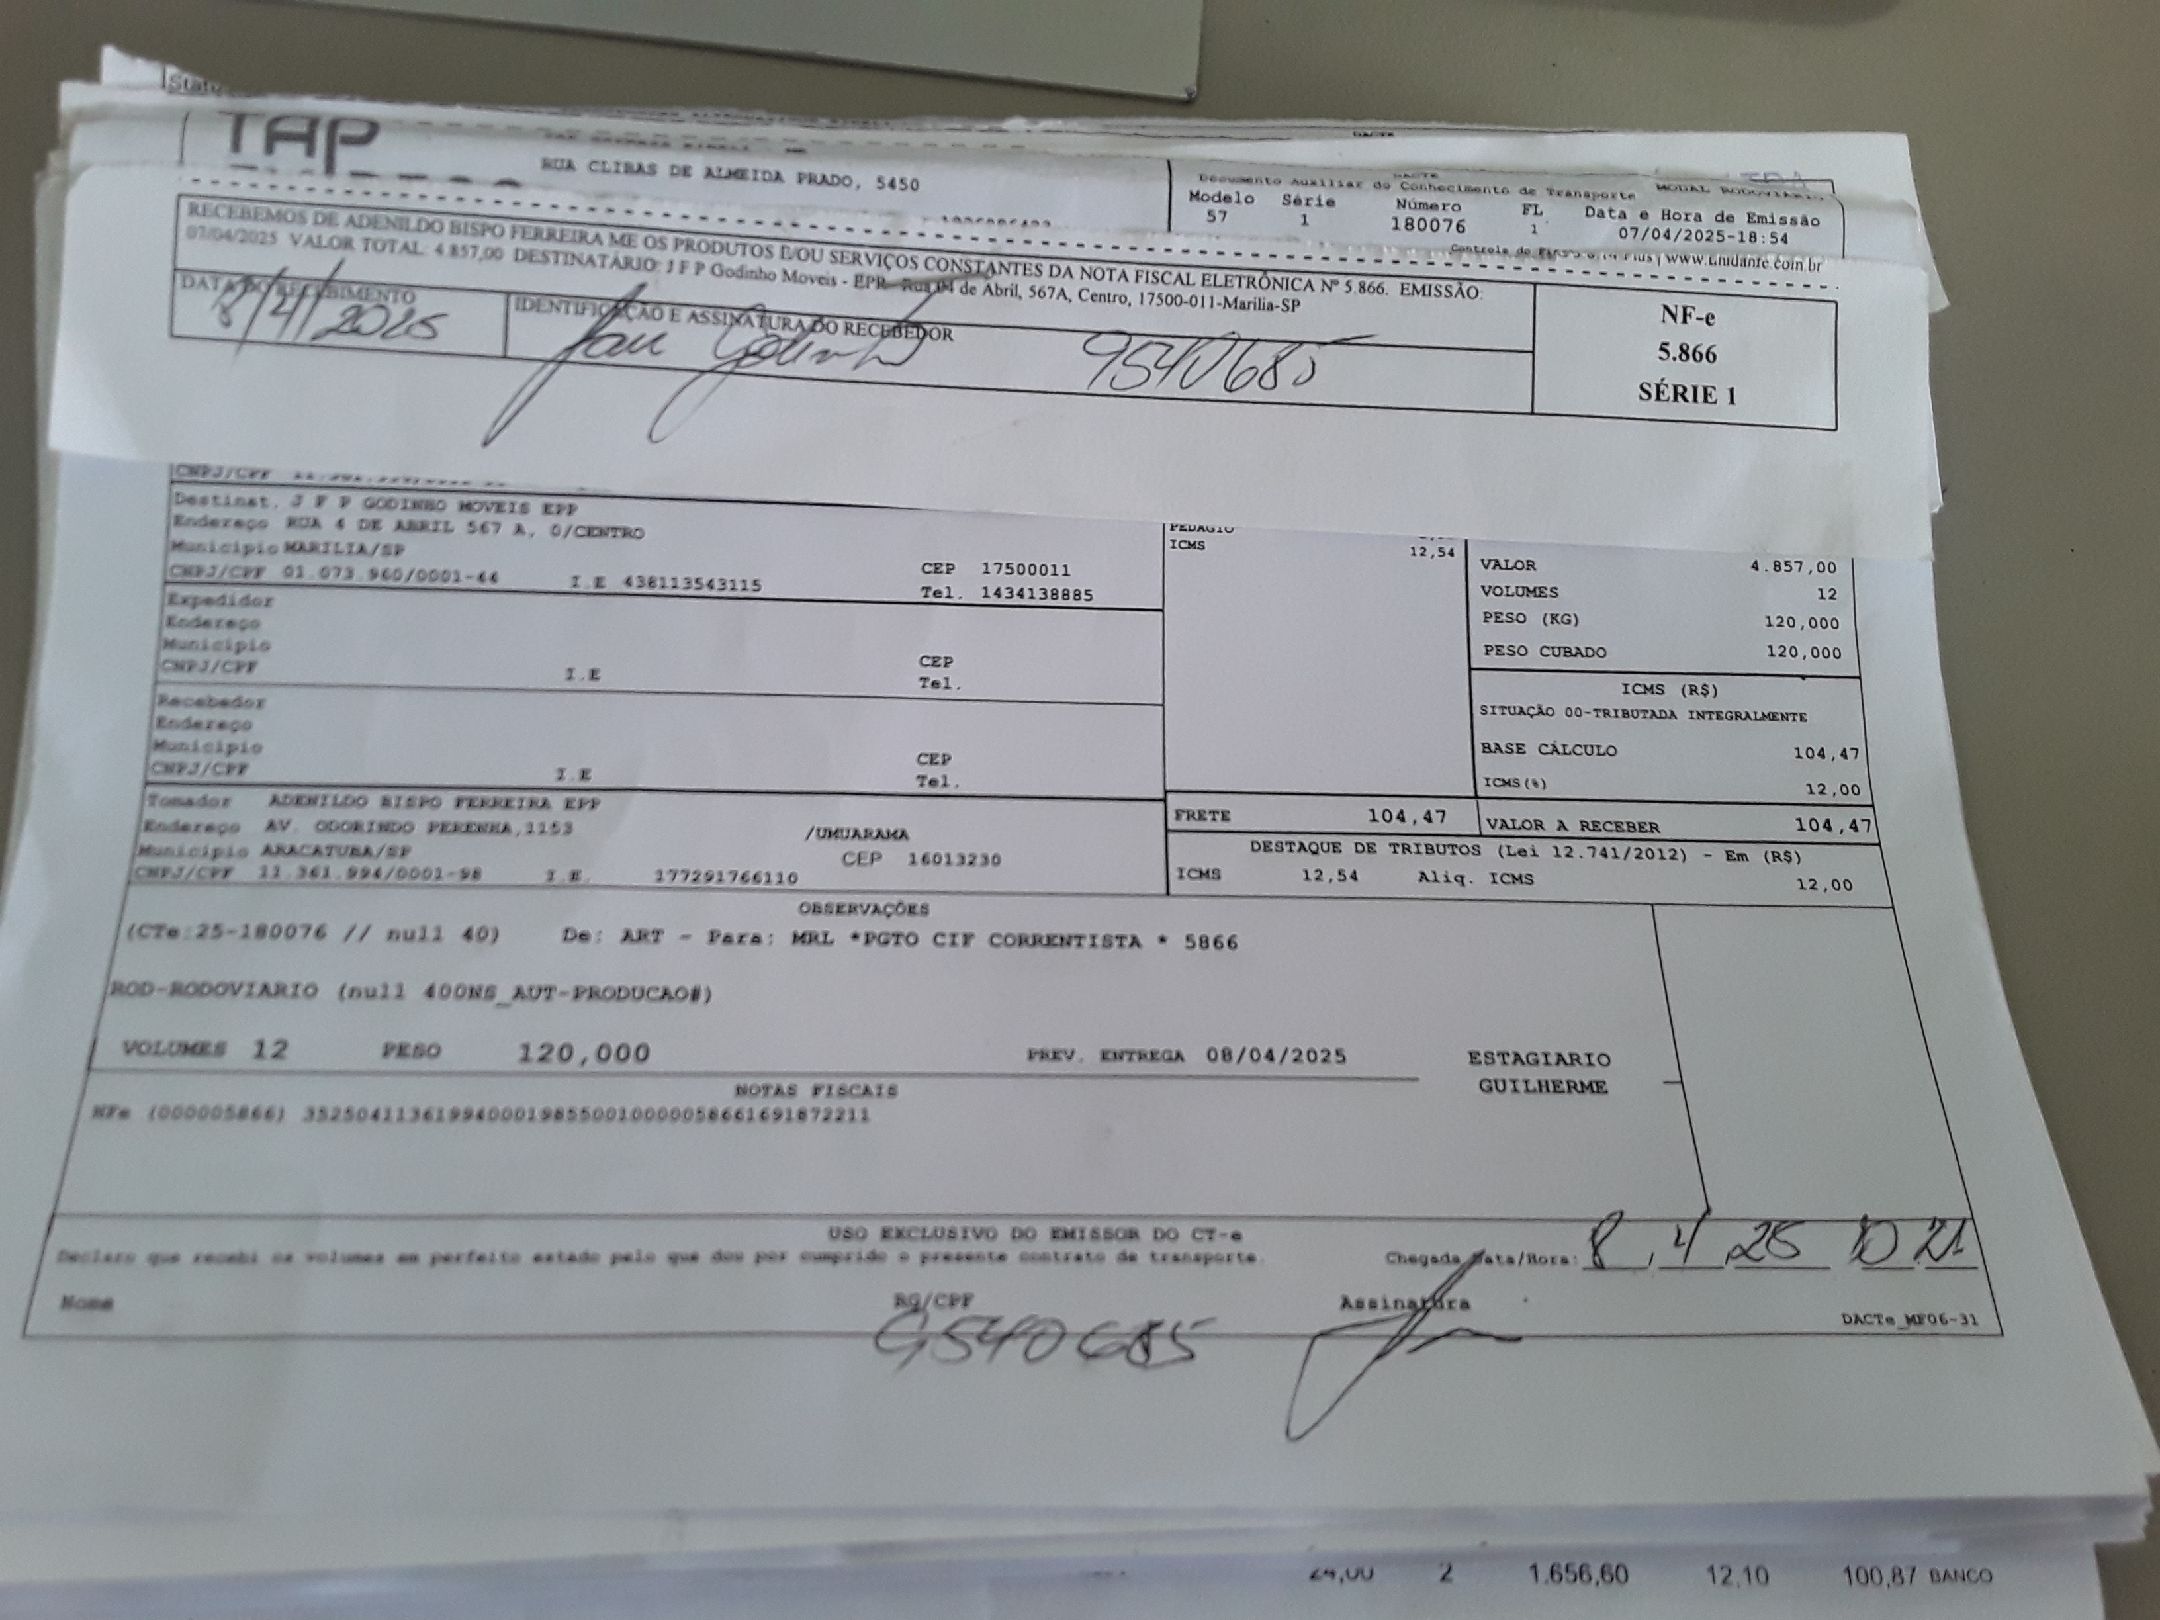 TAP
RUA CLIBAS DE ALMEIDA PRADO, 5450
DACTE
Documento Auxiliar do Conhecimento de Transporte
MODAL RODOVIARIO
Modelo Série Número FL Data e Hora de Emissão
57 1 180076 1 07/04/2025-18:54
www.unidante.com.br
RECEBEMOS DE ADENILDO BISPO FERREIRA ME OS PRODUTOS E/OU SERVIÇOS CONSTANTES DA NOTA FISCAL ELETRÔNICA Nº 5.866. EMISSÃO:
07/04/2025 VALOR TOTAL: 4.857,00 DESTINATÁRIO: J F P Godinho Moveis - EPP- Rua 04 de Abril, 567A, Centro, 17500-011-Marilia-SP
DATA DO RECEBIMENTO
8/4/2025
IDENTIFICAÇÃO E ASSINATURA DO RECEBEDOR
9540685
NF-e
5.866
SÉRIE 1
CNPJ/CPF
Destinat. J F P GODINHO MOVEIS EPP
Endereço RUA 4 DE ABRIL 567 A, 0/CENTRO
Municipio MARILIA/SP CEP 17500011
CNPJ/CPF 01.073.960/0001-44 I.E 438113543115 Tel. 1434138885
Expedidor
Endereço
Municipio CEP
CNPJ/CPF I.E Tel.
Recebedor
Endereço
Municipio CEP
CNPJ/CPF I.E Tel.
Tomador ADENILDO BISPO FERREIRA EPP
Endereço AV. ODORINDO PERENHA,1153 /UMUARAMA
Municipio ARACATUBA/SP CEP 16013230
CNPJ/CPF 11.361.994/0001-98 I.E. 177291766110
PEDAGIO
ICMS 12,54
VALOR 4.857,00
VOLUMES 12
PESO (KG) 120,000
PESO CUBADO 120,000
ICMS (R$)
SITUAÇÃO 00-TRIBUTADA INTEGRALMENTE
BASE CÁLCULO 104,47
ICMS(%) 12,00
FRETE 104,47 VALOR A RECEBER 104,47
DESTAQUE DE TRIBUTOS (Lei 12.741/2012) - Em (R$)
ICMS 12,54 Aliq. ICMS 12,00
OBSERVAÇÕES
(CTe:25-180076 // null 40) De: ART - Para: MRL *PGTO CIF CORRENTISTA * 5866
ROD-RODOVIARIO (null 400NS_AUT-PRODUCAO#)
VOLUMES 12 PESO 120,000 PREV. ENTREGA 08/04/2025
ESTAGIARIO
GUILHERME
NOTAS FISCAIS
NFe (000005866) 35250411361994000198550010000058661691872211
USO EXCLUSIVO DO EMISSOR DO CT-e
Declaro que recebi os volumes em perfeito estado pelo que dou por cumprido o presente contrato de transporte.
Chegada Data/Hora: 8 4 25 10 21
Nome RG/CPF Assinatura
9540685
DACTe_MF06-31
2 1.656,60 12,10 100,87 BANCO